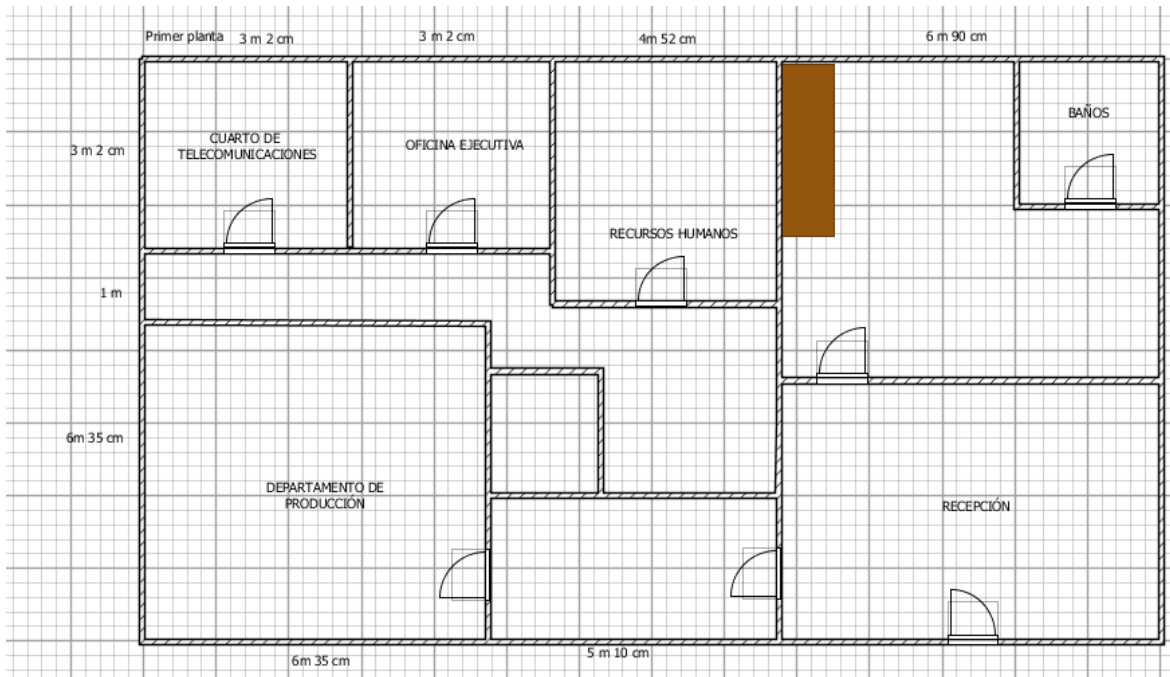 Primer planta
3 m 2 cm
3 m 2 cm
4m 52 cm
6 m 90 cm
BAÑOS
CUARTO DE
TELECOMUNICACIONES
OFICINA EJECUTIVA
3 m 2 cm
RECURSOS HUMANOS
1 m
6m 35 cm
DEPARTAMENTO DE
PRODUCCIÓN
RECEPCIÓN
6m 35 cm
5 m 10 cm